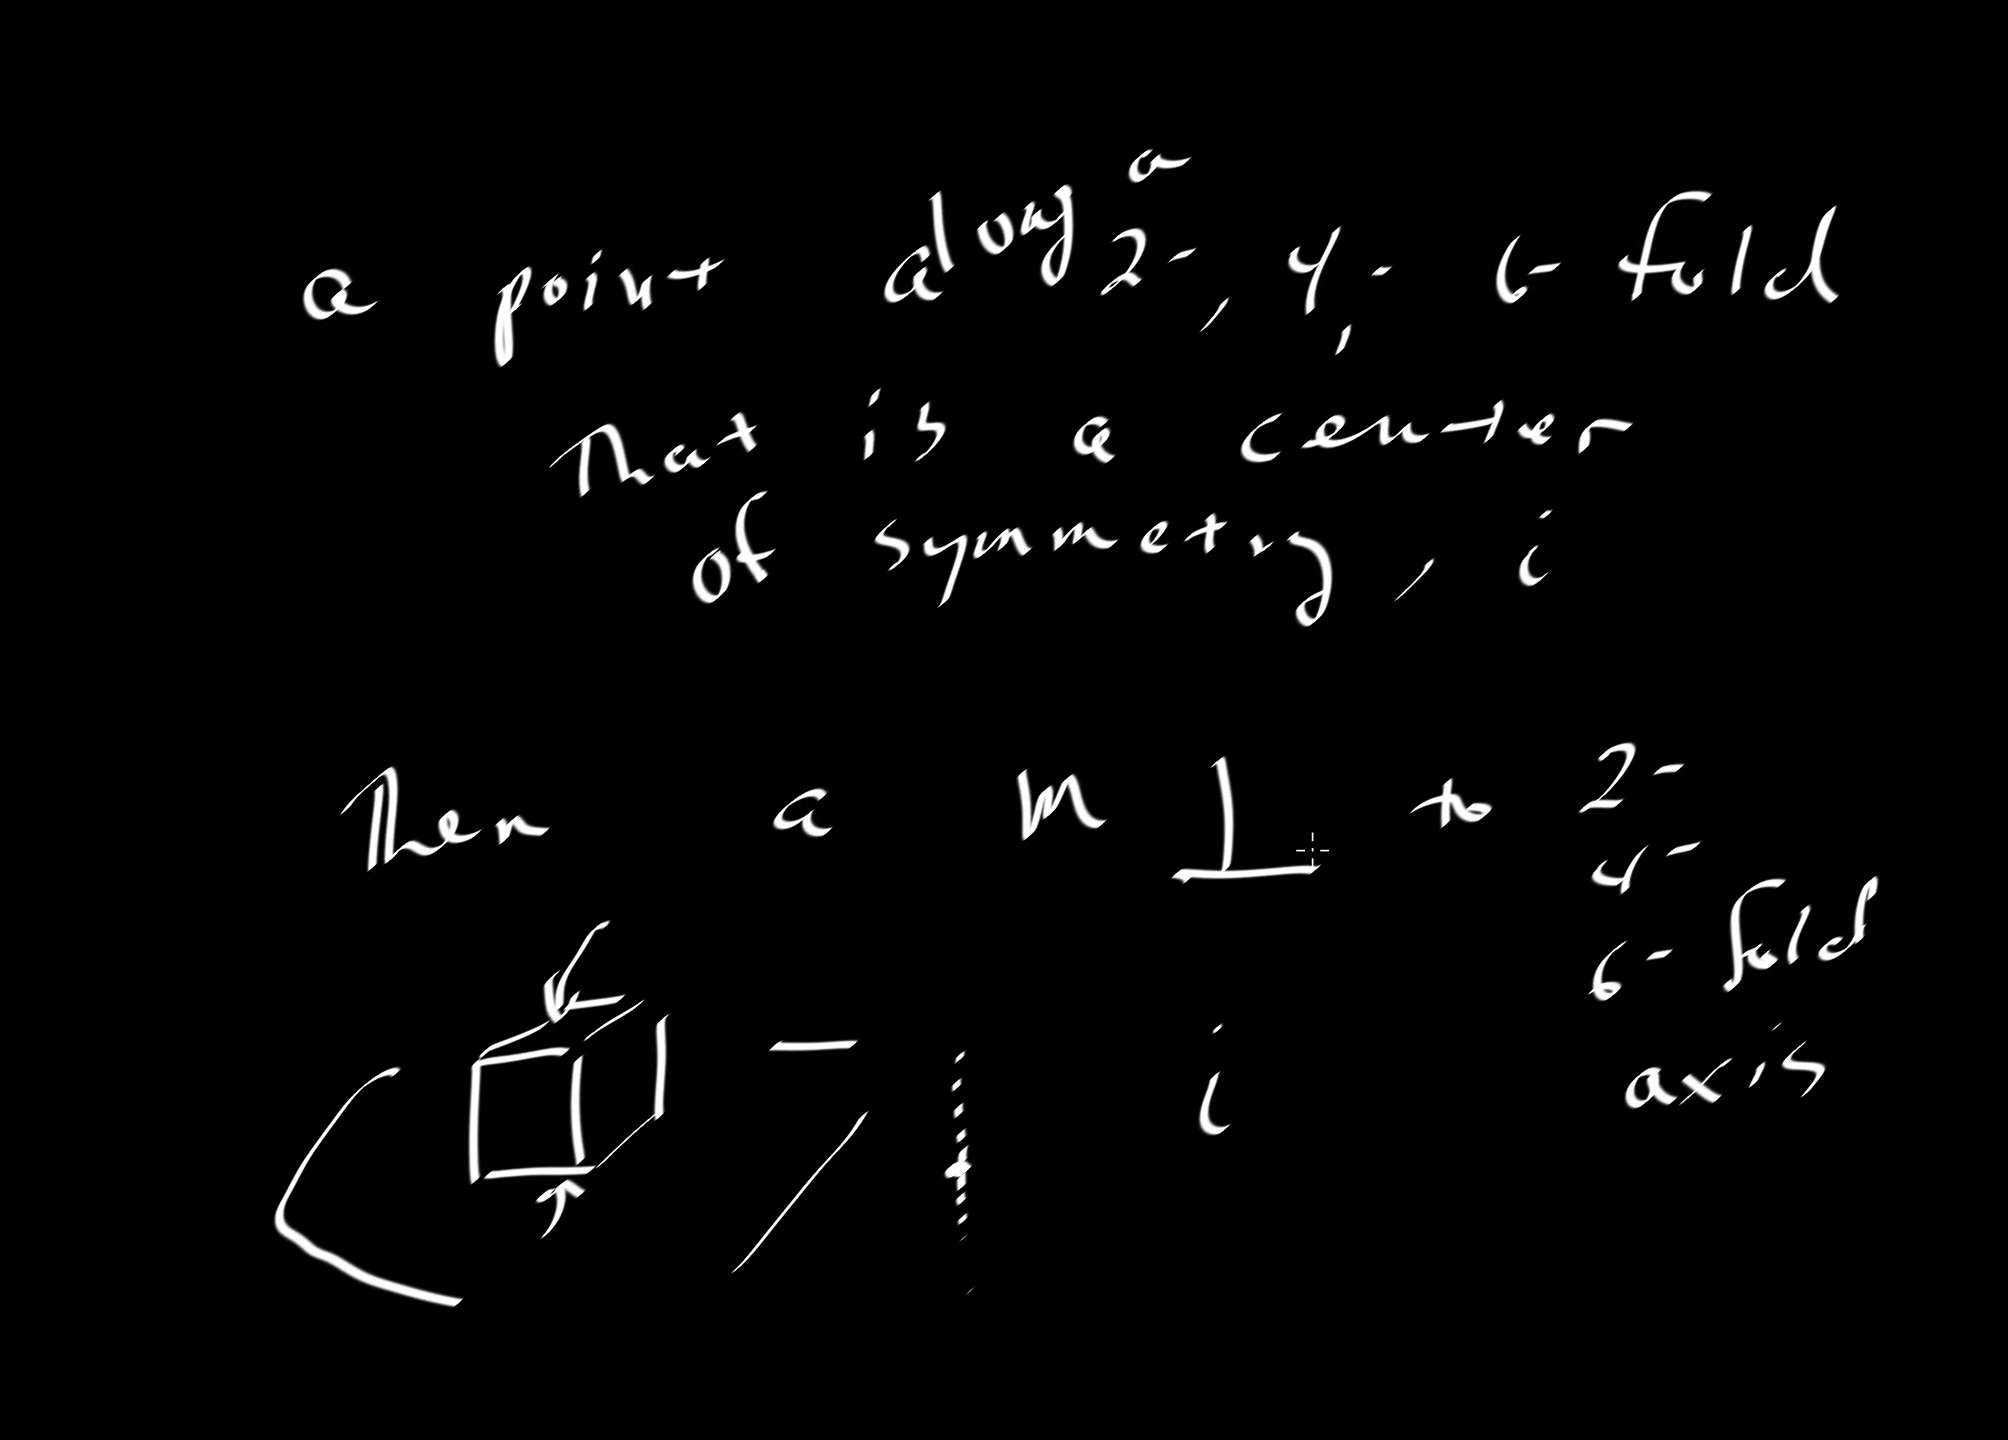 a point along a 2-, 4-, 6-fold
that is a center
of symmetry, i
Then a m ⊥ to 2-
4-
6-fold
axis
i